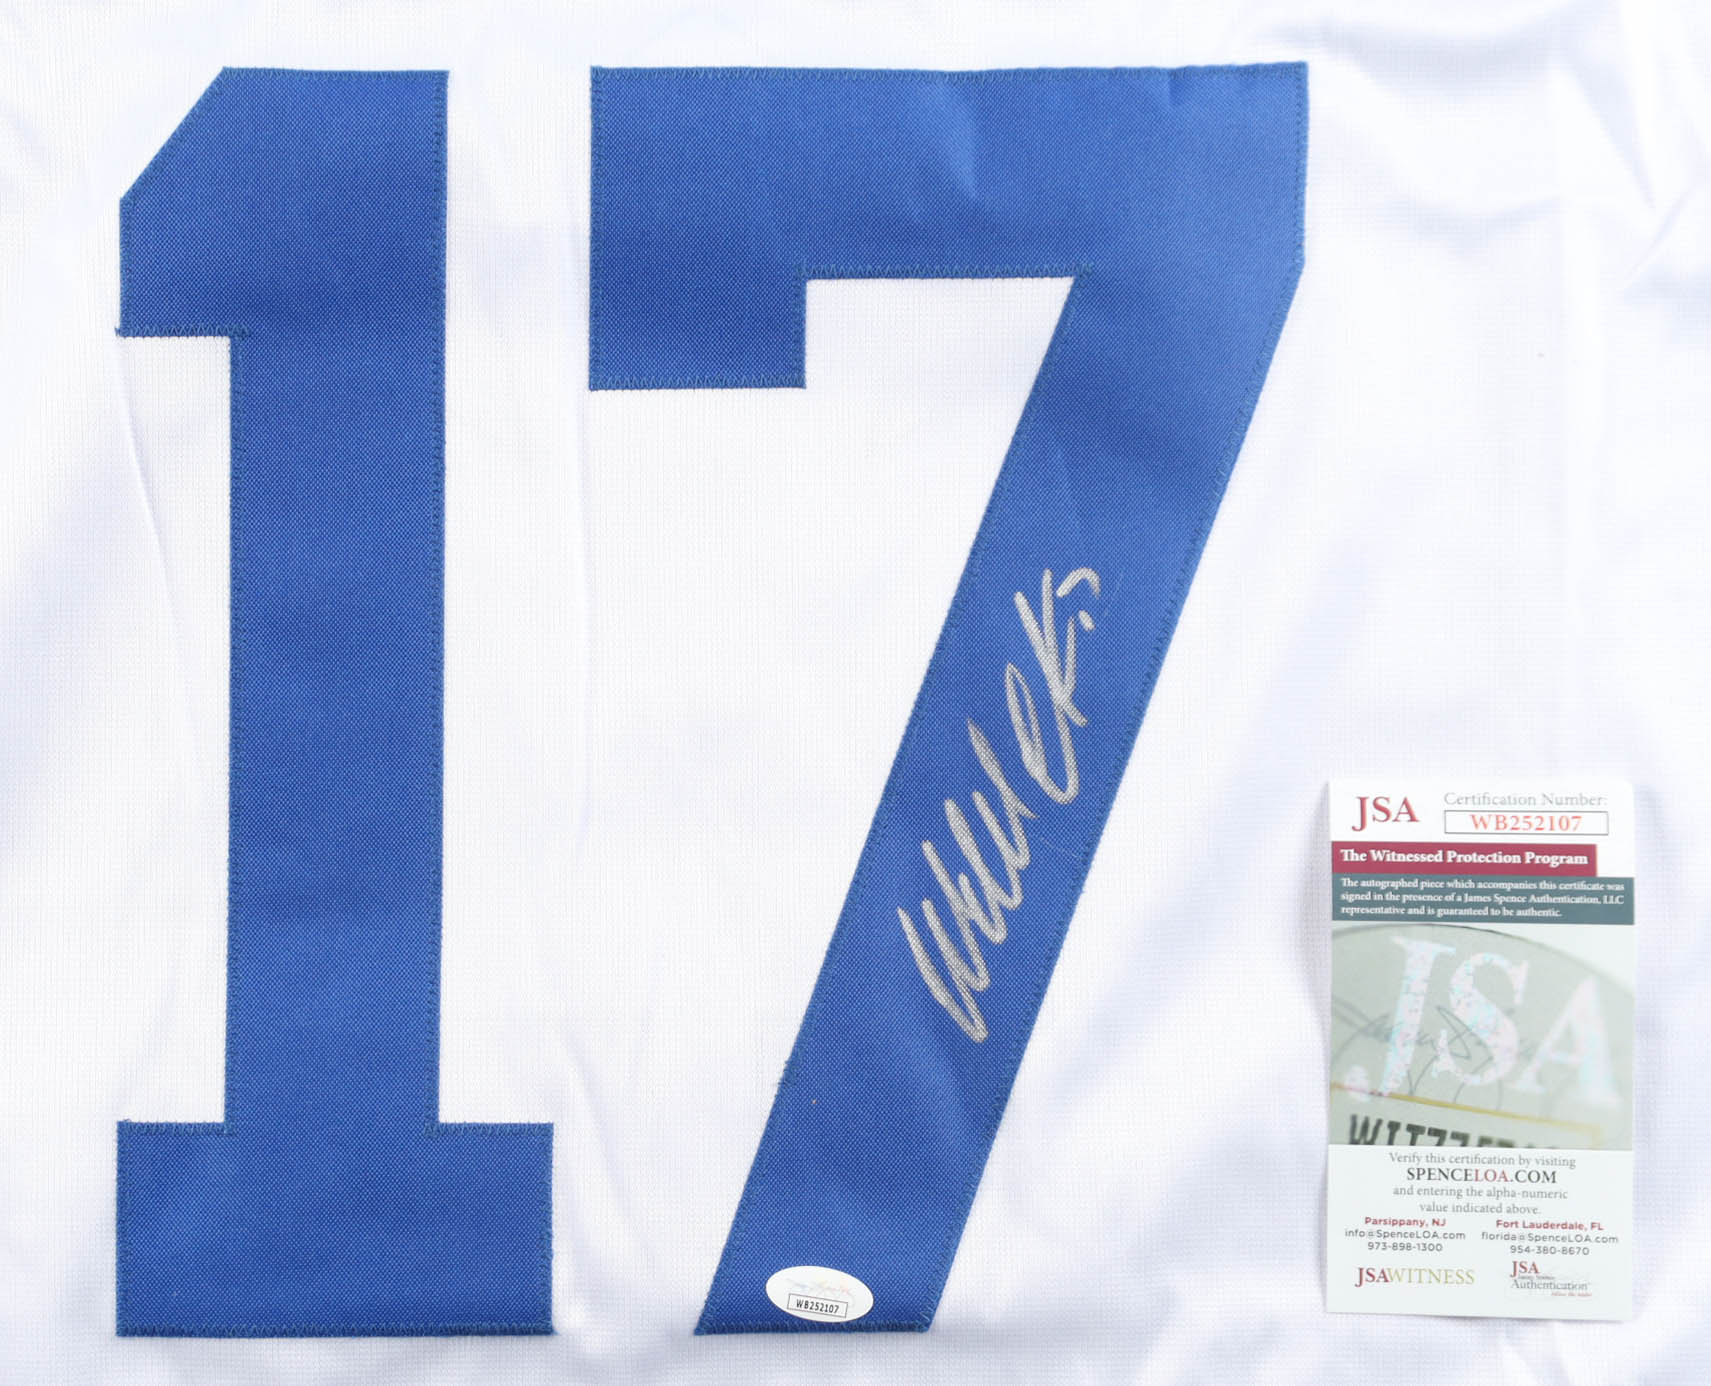 17
JSA
Certification Number:
WB252107
The Witnessed Protection Program
The autographed piece which accompanies this certificate was
signed in the presence of a James Spence Authentication, LLC
representative and is guaranteed to be authentic.
JSA
Verify this certification by visiting
SPENCELOA.COM
and entering the alpha-numeric
value indicated above.
Parsippany, NJ
info@SpenceLOA.com
973-898-1300
Fort Lauderdale, FL
florida@SpenceLOA.com
954-380-8670
JSAWITNESS
JSA
James Spence
Authentication
WB252107